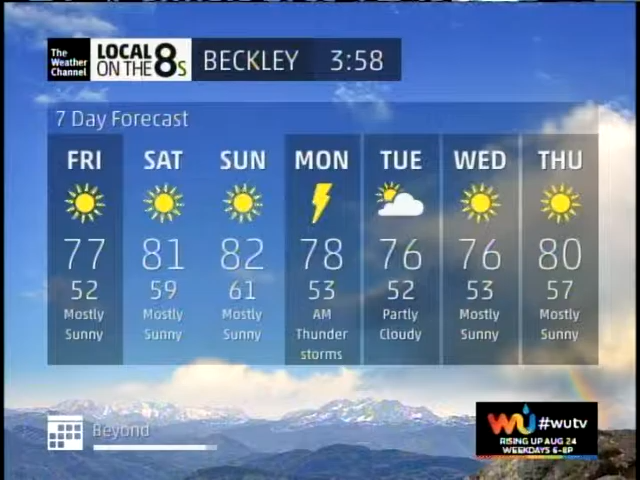 The Weather Channel
LOCAL ON THE 8s
BECKLEY 3:58
7 Day Forecast
FRI SAT SUN MON TUE WED THU
77 81 82 78 76 76 80
52 59 61 53 52 53 57
Mostly Sunny
Mostly Sunny
Mostly Sunny
AM Thunder storms
Partly Cloudy
Mostly Sunny
Mostly Sunny
Beyond
WU #wutv
RISING UP AUG 24
WEEKDAYS 6-8P